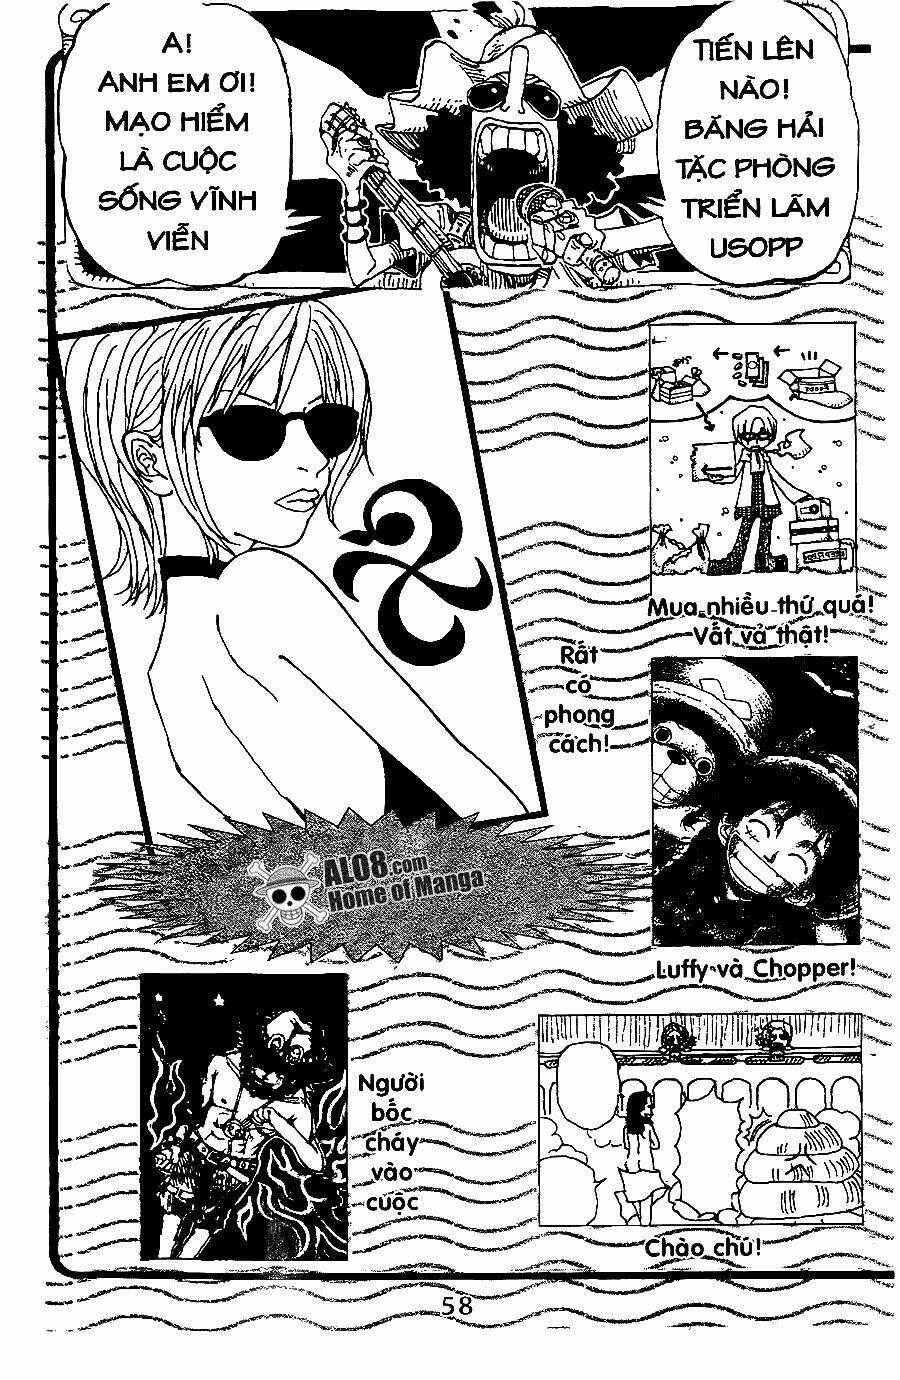 A!
ANH EM ƠI!
MẠO HIỂM
LÀ CUỘC
SỐNG VĨNH
VIỄN
TIẾN LÊN
NÀO!
BĂNG HẢI
TẶC PHÒNG
TRIỂN LÃM
USOPP
Mua nhiều thứ quá!
Vất vả thật!
Rất
có
phong
cách!
Luffy và Chopper!
ALO8.com
Home of Manga
Người
bốc
cháy
vào
cuộc
Chào chú!
58